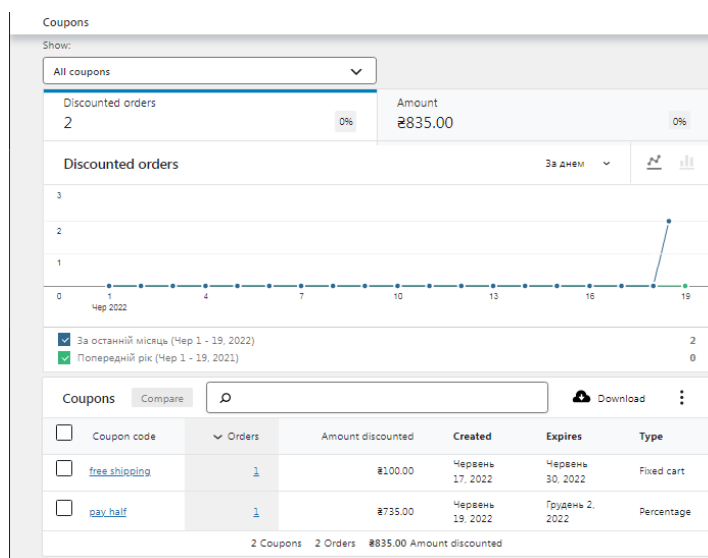 Coupons
Show:
All coupons
Discounted orders
2
0%
Amount
₴835.00
0%
Discounted orders
За днем
3
2
1
0
1
4
7
10
13
16
19
Чер 2022
За останній місяць (Чер 1 - 19, 2022)
2
Попередній рік (Чер 1 - 19, 2021)
0
Coupons
Compare
Download
Coupon code
Orders
Amount discounted
Created
Expires
Type
free shipping
1
₴100.00
Червень
17, 2022
Червень
30, 2022
Fixed cart
pay half
1
₴735.00
Червень
19, 2022
Грудень 2,
2022
Percentage
2 Coupons 2 Orders ₴835.00 Amount discounted